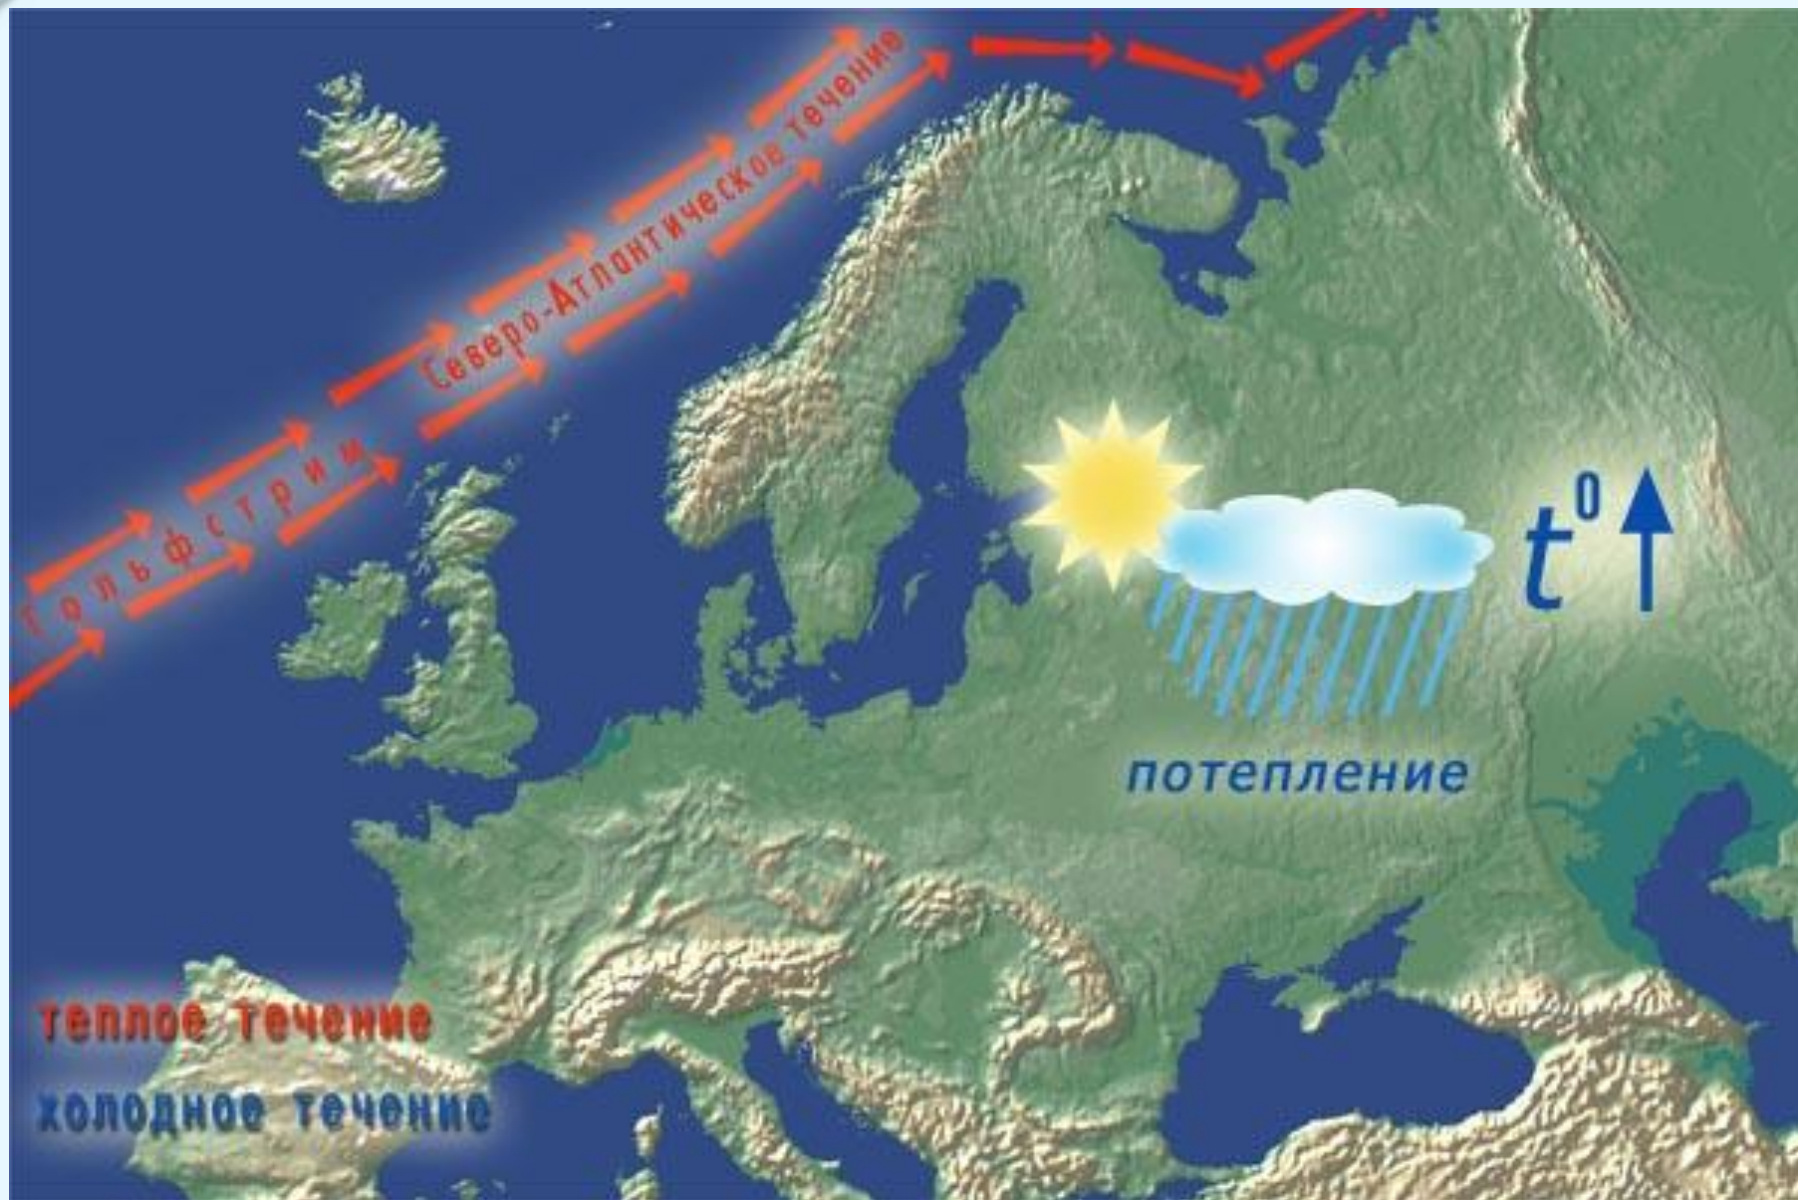 Северо-Атлантическое течение
Гольфстрим
t⁰
потепление
теплое течение
холодное течение